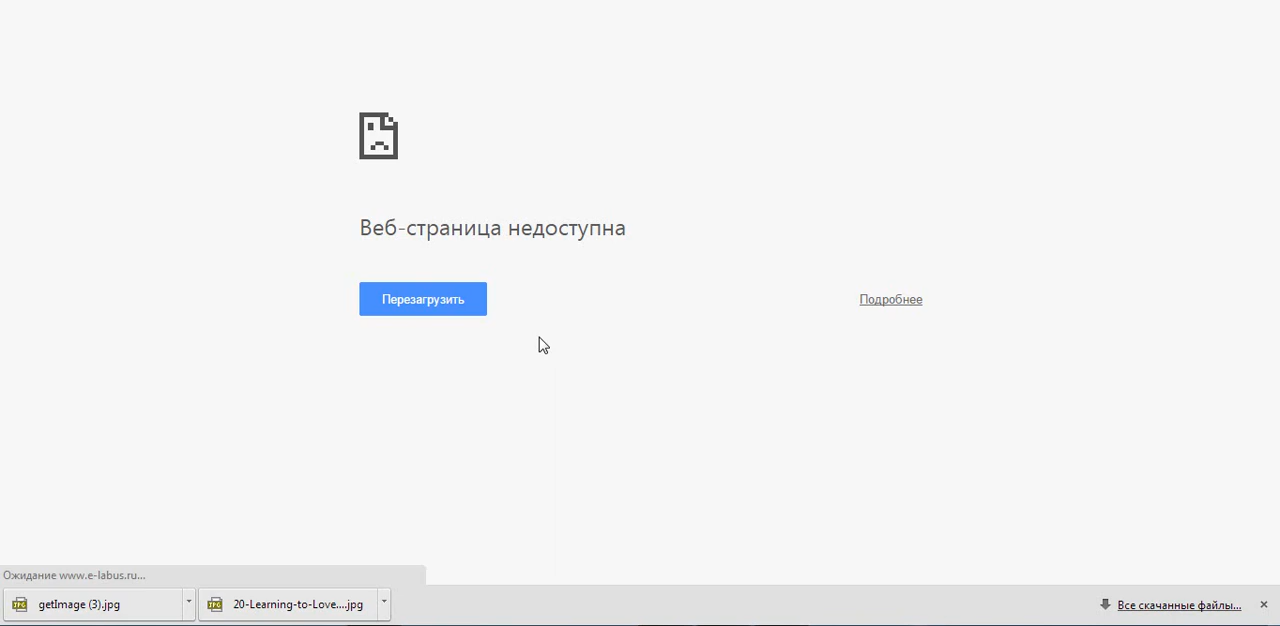 Веб-страница недоступна
Перезагрузить
Подробнее
Ожидание www.e-labus.ru...
getImage (3).jpg
20-Learning-to-Love....jpg
Все скачанные файлы...